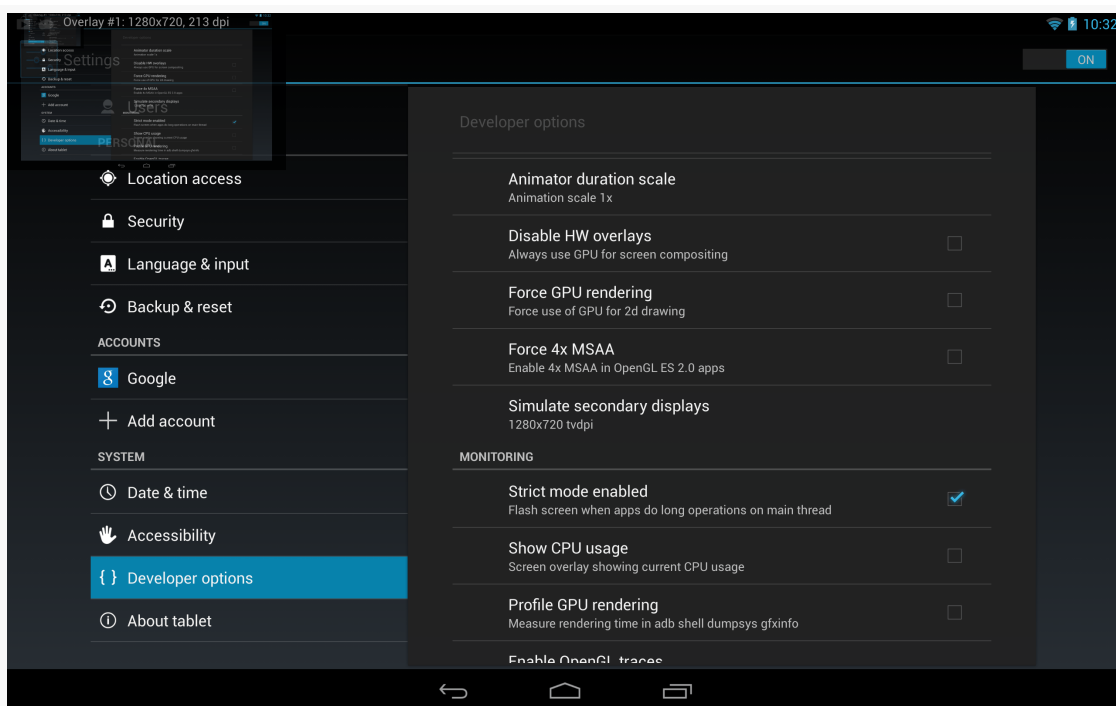 Overlay #1: 1280x720, 213 dpi
10:32
Settings
ON
Users
PERSONAL
Location access
Security
Language & input
Backup & reset
ACCOUNTS
Google
Add account
SYSTEM
Date & time
Accessibility
{ } Developer options
About tablet
Developer options
Animator duration scale
Animation scale 1x
Disable HW overlays
Always use GPU for screen compositing
Force GPU rendering
Force use of GPU for 2d drawing
Force 4x MSAA
Enable 4x MSAA in OpenGL ES 2.0 apps
Simulate secondary displays
1280x720 tvdpi
MONITORING
Strict mode enabled
Flash screen when apps do long operations on main thread
Show CPU usage
Screen overlay showing current CPU usage
Profile GPU rendering
Measure rendering time in adb shell dumpsys gfxinfo
Enable OpenGL traces